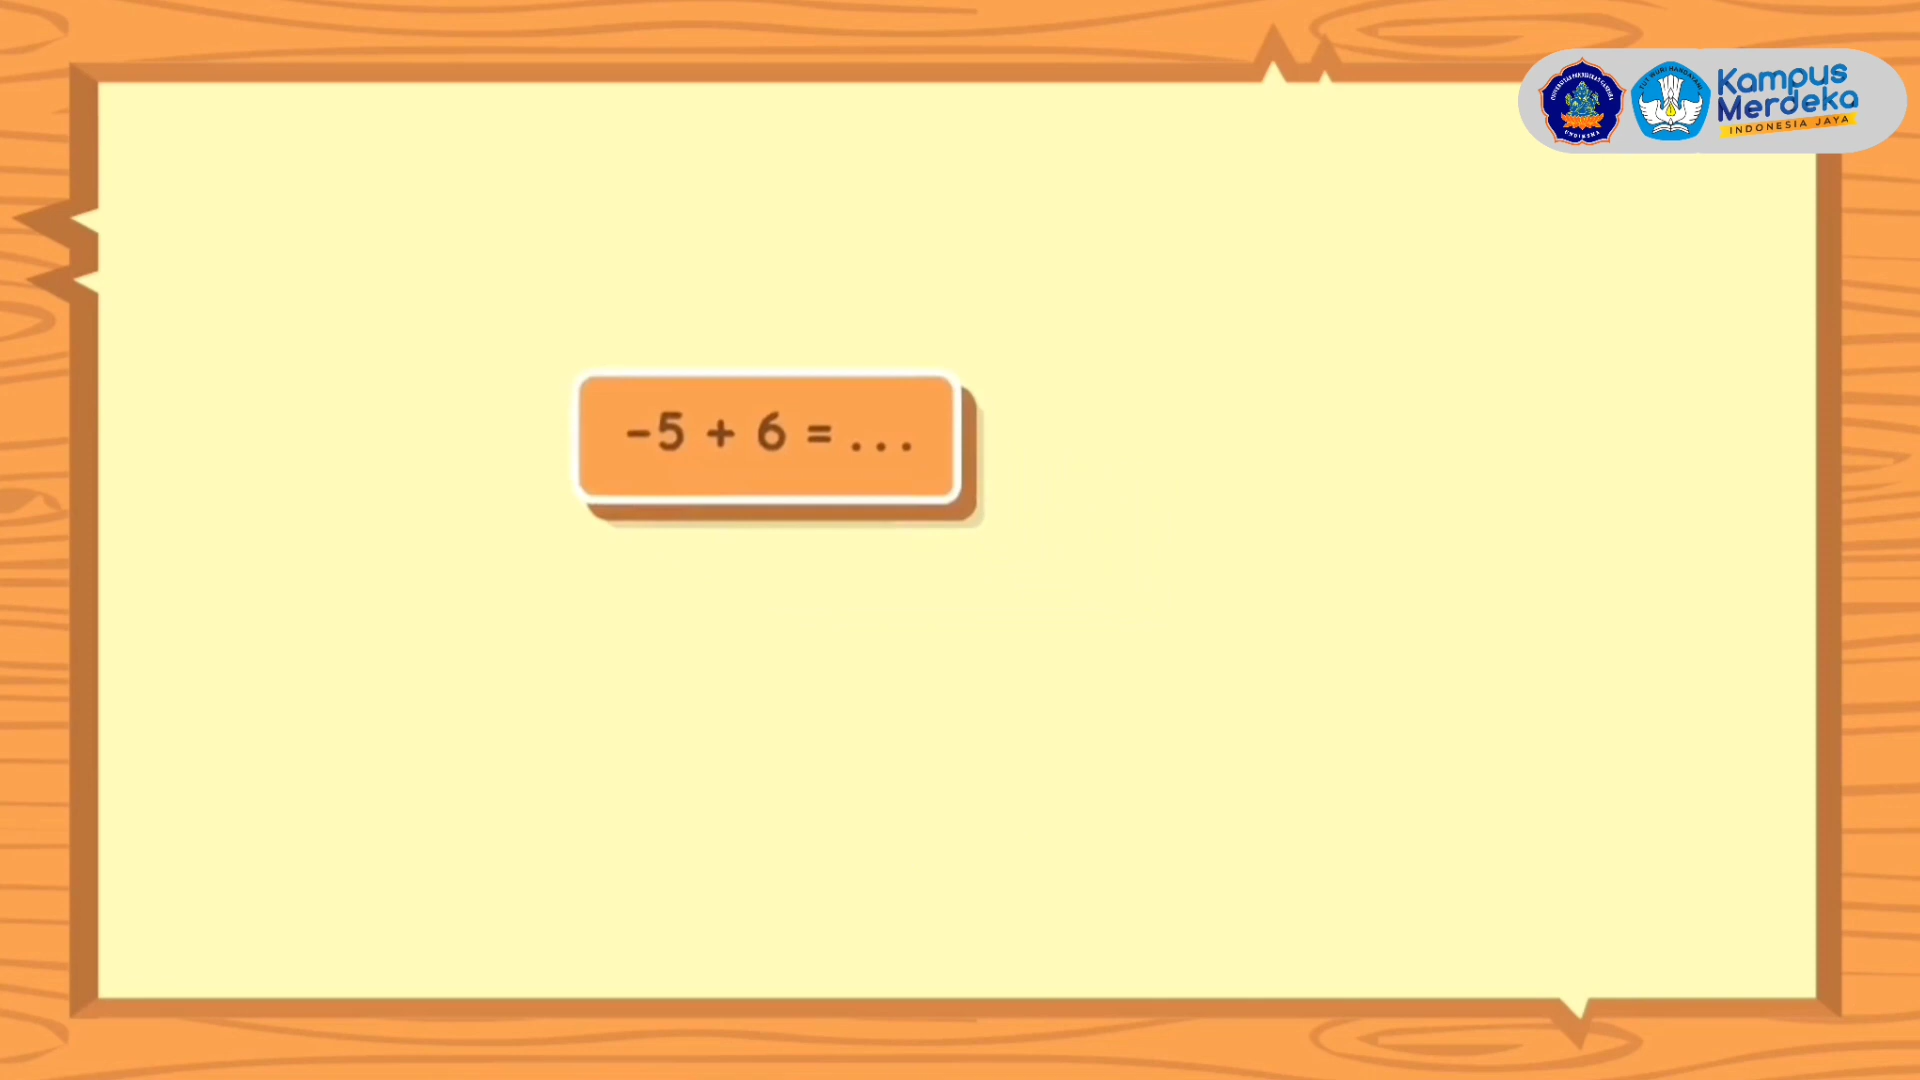 Kampus
Merdeka
INDONESIA JAYA
-5 + 6 = ...